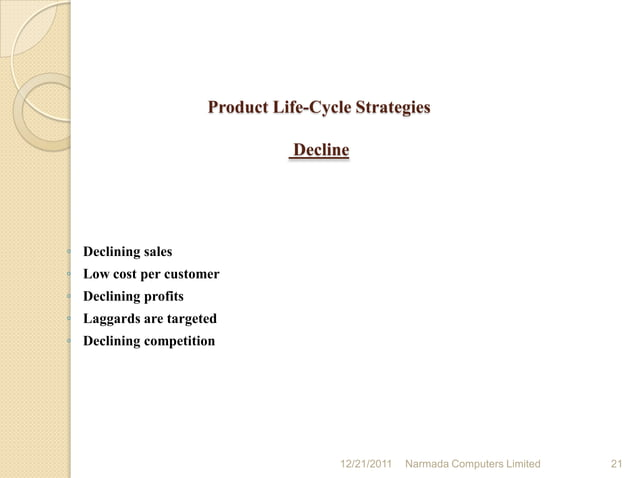 Product Life-Cycle Strategies
Decline
Declining sales
Low cost per customer
Declining profits
Laggards are targeted
Declining competition
12/21/2011 Narmada Computers Limited 21